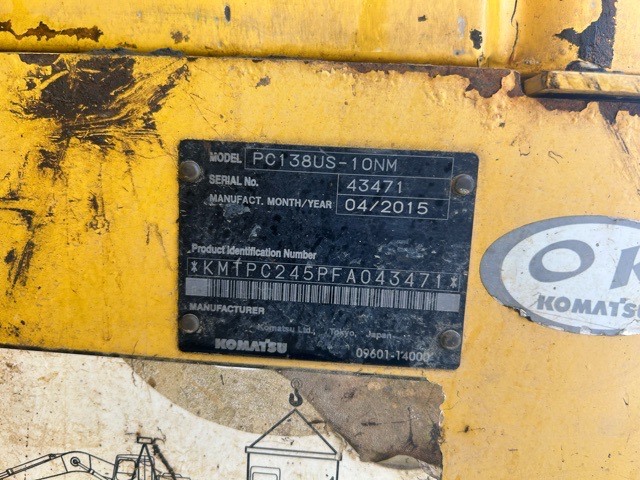 MODEL PC138US-10NM
SERIAL No. 43471
MANUFACT. MONTH/YEAR 04/2015
Product Identification Number
*KMTPC245PFA043471*
MANUFACTURER
Komatsu Ltd., Tokyo, Japan
KOMATSU 09601-14000
OK
KOMATSU